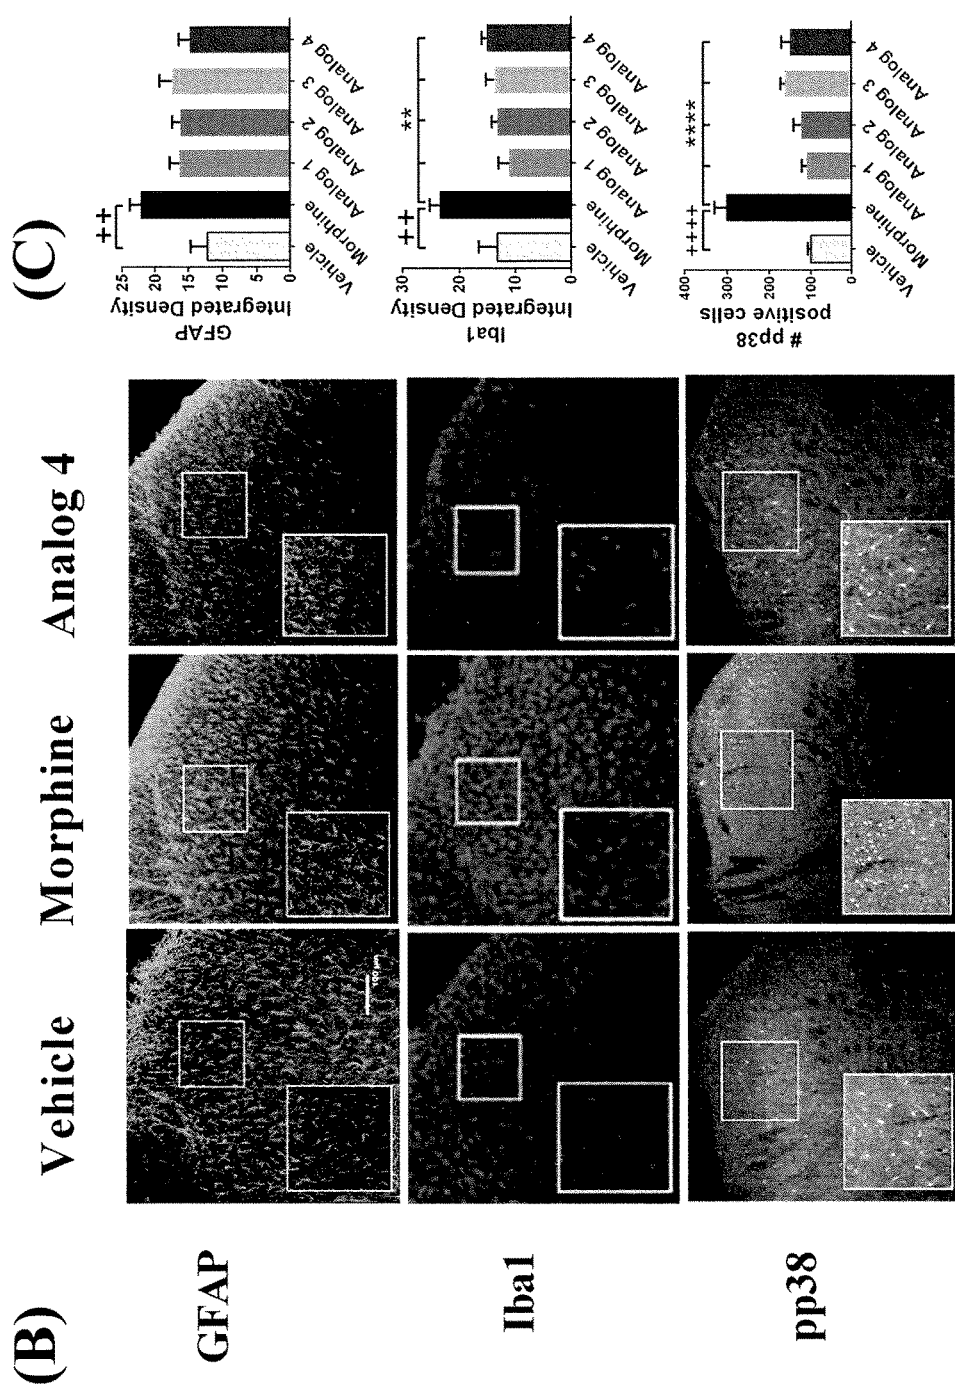 (B)
Vehicle Morphine Analog 4
GFAP
100 µm
Iba1
pp38
(C)
GFAP
Integrated Density
25
20
15
10
5
0
++
Vehicle
Morphine
Analog 1
Analog 2
Analog 3
Analog 4
Iba1
Integrated Density
30
20
10
0
++
**
Vehicle
Morphine
Analog 1
Analog 2
Analog 3
Analog 4
# pp38
positive cells
400
300
200
100
0
++++
****
Vehicle
Morphine
Analog 1
Analog 2
Analog 3
Analog 4